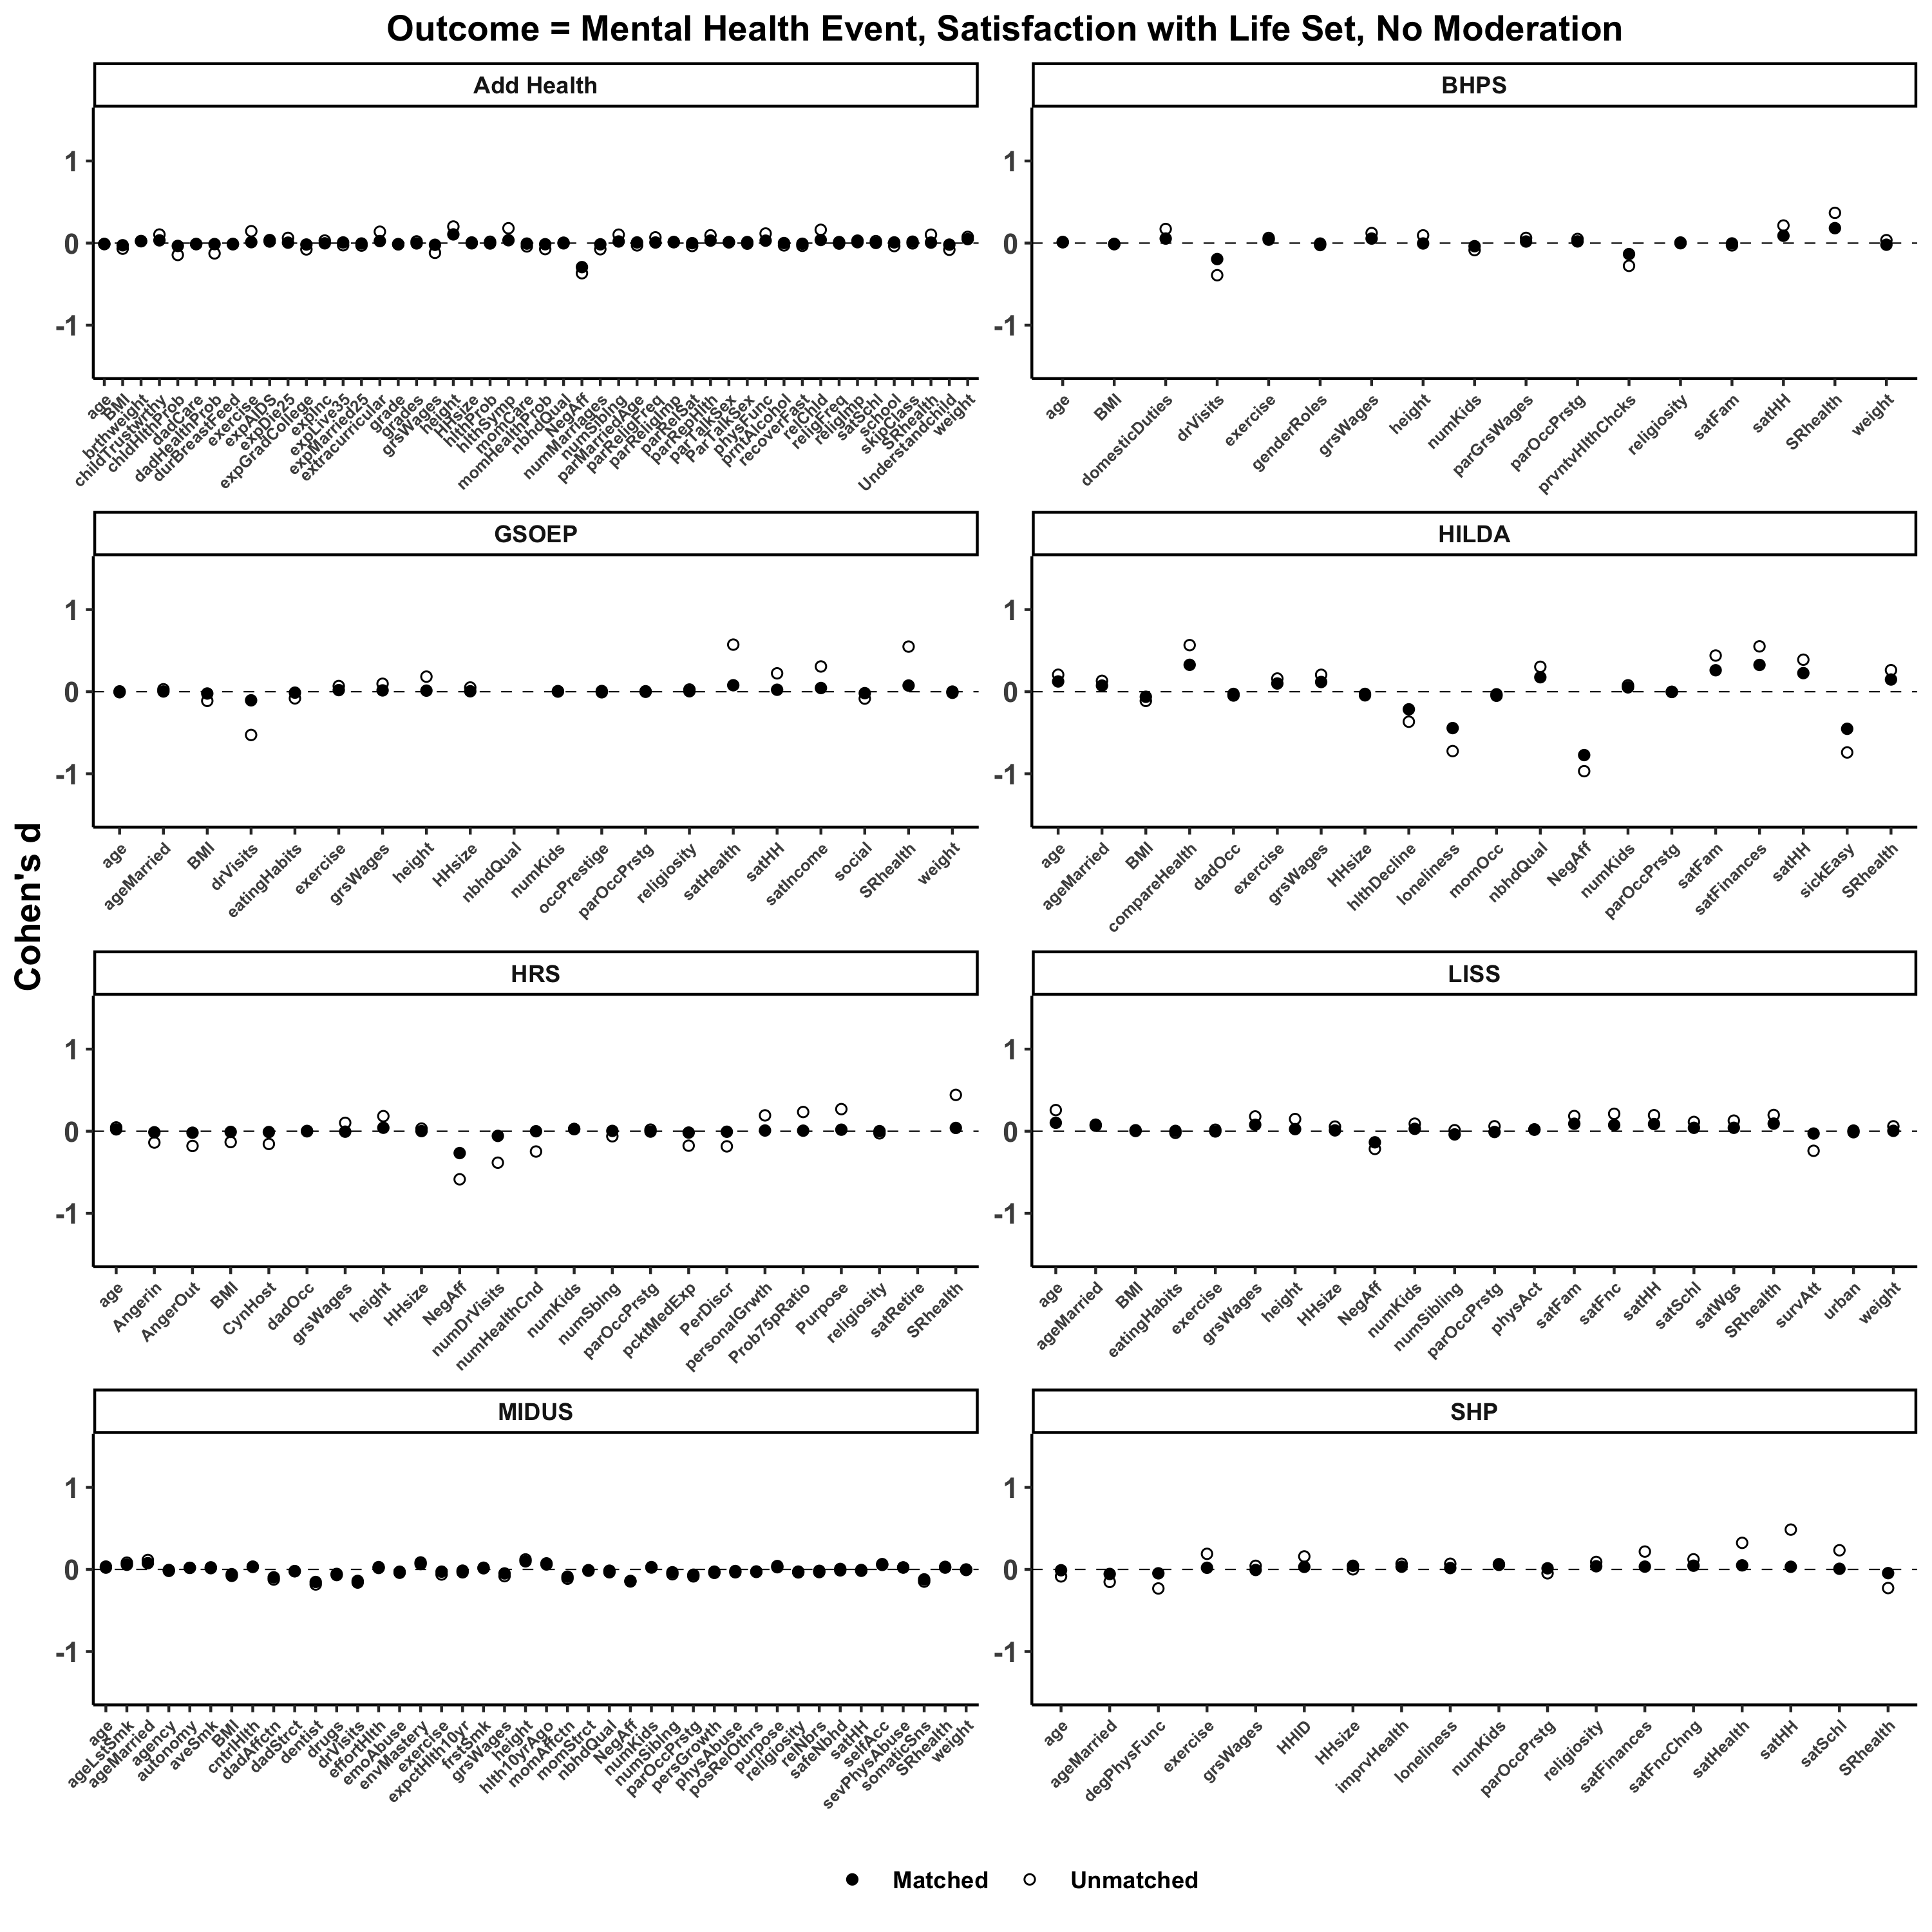 Outcome = Mental Health Event, Satisfaction with Life Set, No Moderation
Cohen's d
Add Health
1
0
-1
age
BMI
brthweight
childTrustwrthy
chldHlthProb
dadCare
dadHealthProb
durBreastFeed
exercise
expAIDS
expDie25
expGradCollege
expInc
expLive35
expMarried25
extracurricular
grade
grades
grsWages
height
HHsize
hlthProb
hlthSymp
momCare
momHealthProb
nbhdQual
NegAff
numMarriages
numSblng
parMarriedAge
parReligFreq
parReligImp
parRelSat
parRepHlth
parTalkSex
ParTalkSex
physFunc
prntAlcohol
recoverFast
relChld
religFreq
religImp
satSchl
school
skipClass
SRhealth
Understandchild
weight
BHPS
1
0
-1
age
BMI
domesticDuties
drVisits
exercise
genderRoles
grsWages
height
numKids
parGrsWages
parOccPrstg
prvntvHlthChcks
religiosity
satFam
satHH
SRhealth
weight
GSOEP
1
0
-1
age
ageMarried
BMI
drVisits
eatingHabits
exercise
grsWages
height
HHsize
nbhdQual
numKids
occPrestige
parOccPrstg
religiosity
satHealth
satHH
satIncome
social
SRhealth
weight
HILDA
1
0
-1
age
ageMarried
BMI
compareHealth
dadOcc
exercise
grsWages
HHsize
hlthDecline
loneliness
momOcc
nbhdQual
NegAff
numKids
parOccPrstg
satFam
satFinances
satHH
sickEasy
SRhealth
HRS
1
0
-1
age
Angerin
AngerOut
BMI
CynHost
dadOcc
grsWages
height
HHsize
NegAff
numDrVisits
numHealthCnd
numKids
numSblng
parOccPrstg
pcktMedExp
PerDiscr
personalGrwth
Prob75pRatio
Purpose
religiosity
satRetire
SRhealth
LISS
1
0
-1
age
ageMarried
BMI
eatingHabits
exercise
grsWages
height
HHsize
NegAff
numKids
numSibling
parOccPrstg
physAct
satFam
satFnc
satHH
satSchl
satWgs
SRhealth
survAtt
urban
weight
MIDUS
1
0
-1
age
ageLstSmk
ageMarried
agency
autonomy
aveSmk
BMI
cntrlHlth
dadAffctn
dadStrct
dentist
drugs
drVisits
effortHlth
emoAbuse
envMastery
exercise
expctHlth10yr
frstSmk
grsWages
height
hlth10yrAgo
momAffctn
momStrct
nbhdQual
NegAff
numKids
numSiblng
parOccPrstg
persGrowth
physAbuse
posRelOthrs
purpose
religiosity
relNbrs
safeNbhd
satHH
selfAcc
sevPhysAbuse
somaticSns
SRhealth
weight
SHP
1
0
-1
age
ageMarried
degPhysFunc
exercise
grsWages
HHID
HHsize
imprvHealth
loneliness
numKids
parOccPrstg
religiosity
satFinances
satFncChng
satHealth
satHH
satSchl
SRhealth
Matched
Unmatched